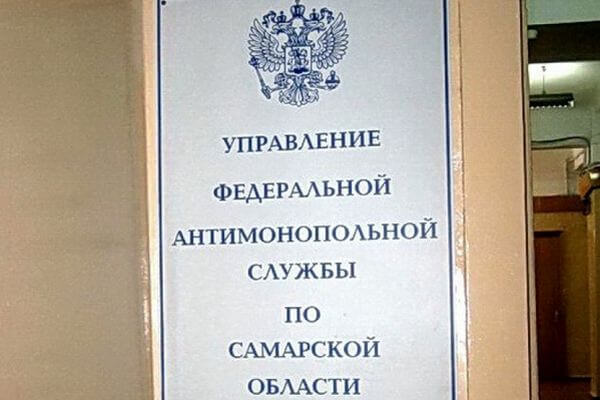 УПРАВЛЕНИЕ
ФЕДЕРАЛЬНОЙ
АНТИМОНОПОЛЬНОЙ
СЛУЖБЫ
ПО
САМАРСКОЙ
ОБЛАСТИ